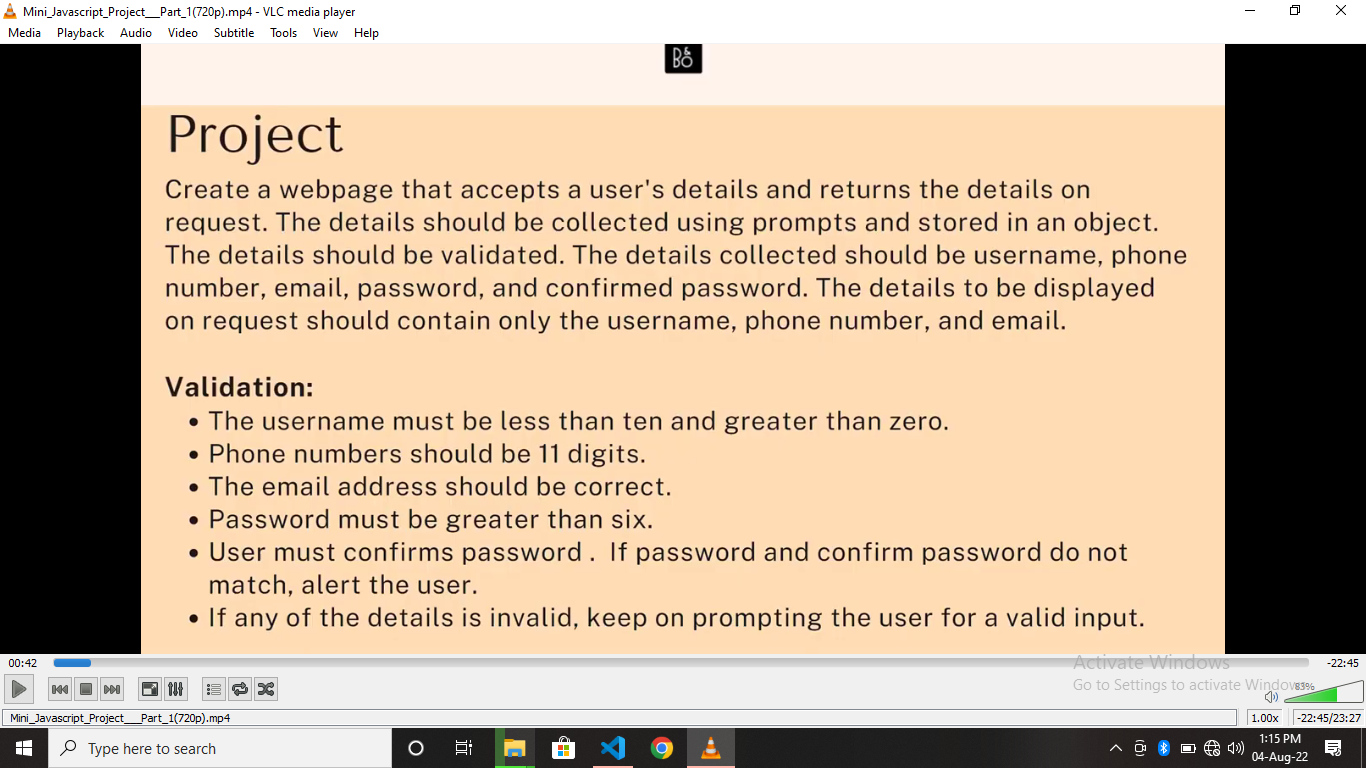 Mini_Javascript_Project___Part_1(720p).mp4 - VLC media player
Media Playback Audio Video Subtitle Tools View Help
D&
BO
Project
Create a webpage that accepts a user's details and returns the details on
request. The details should be collected using prompts and stored in an object.
The details should be validated. The details collected should be username, phone
number, email, password, and confirmed password. The details to be displayed
on request should contain only the username, phone number, and email.
Validation:
• The username must be less than ten and greater than zero.
• Phone numbers should be 11 digits.
• The email address should be correct.
• Password must be greater than six.
• User must confirms password . If password and confirm password do not
match, alert the user.
• If any of the details is invalid, keep on prompting the user for a valid input.
00:42 -22:45
Activate Windows
Go to Settings to activate Windows.
83%
Mini_Javascript_Project___Part_1(720p).mp4 1.00x -22:45/23:27
Type here to search
1:15 PM
04-Aug-22